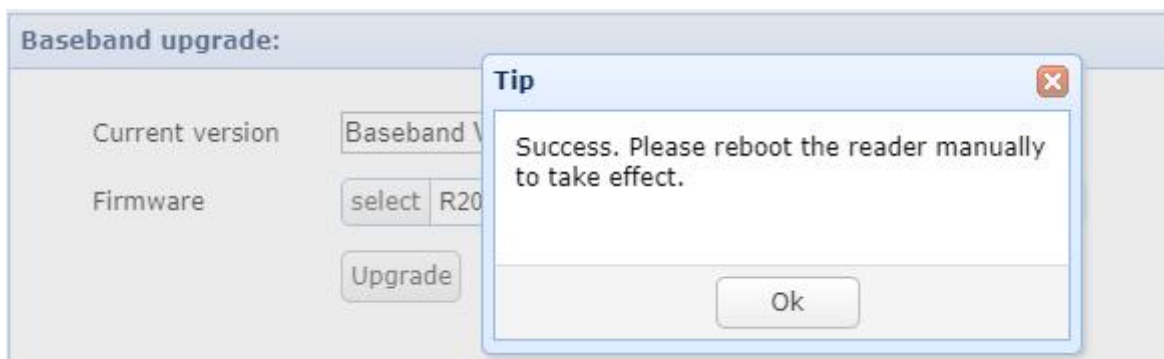 Baseband upgrade:
Tip
Success. Please reboot the reader manually
to take effect.
Ok
Current version
Baseband
Firmware
select R20
Upgrade